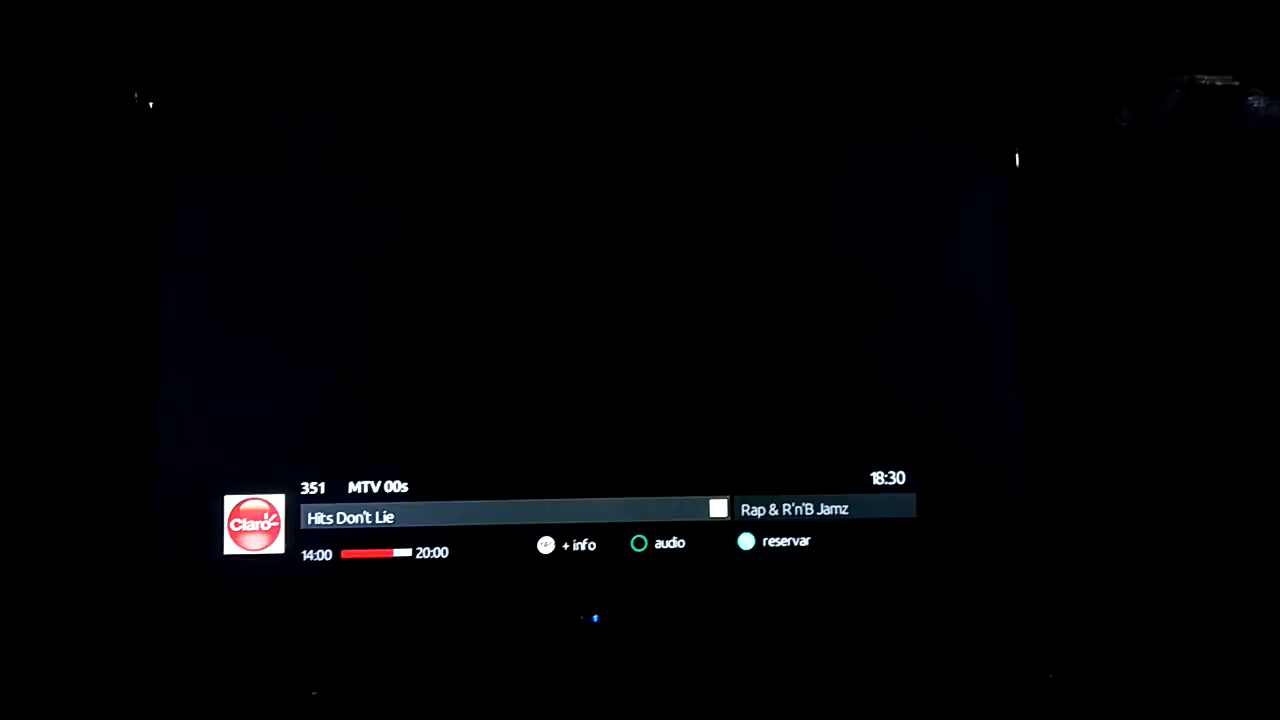 351 MTV 00s 18:30
Claro
Hits Don't Lie Rap & R'n'B Jamz
14:00 20:00 + info audio reservar